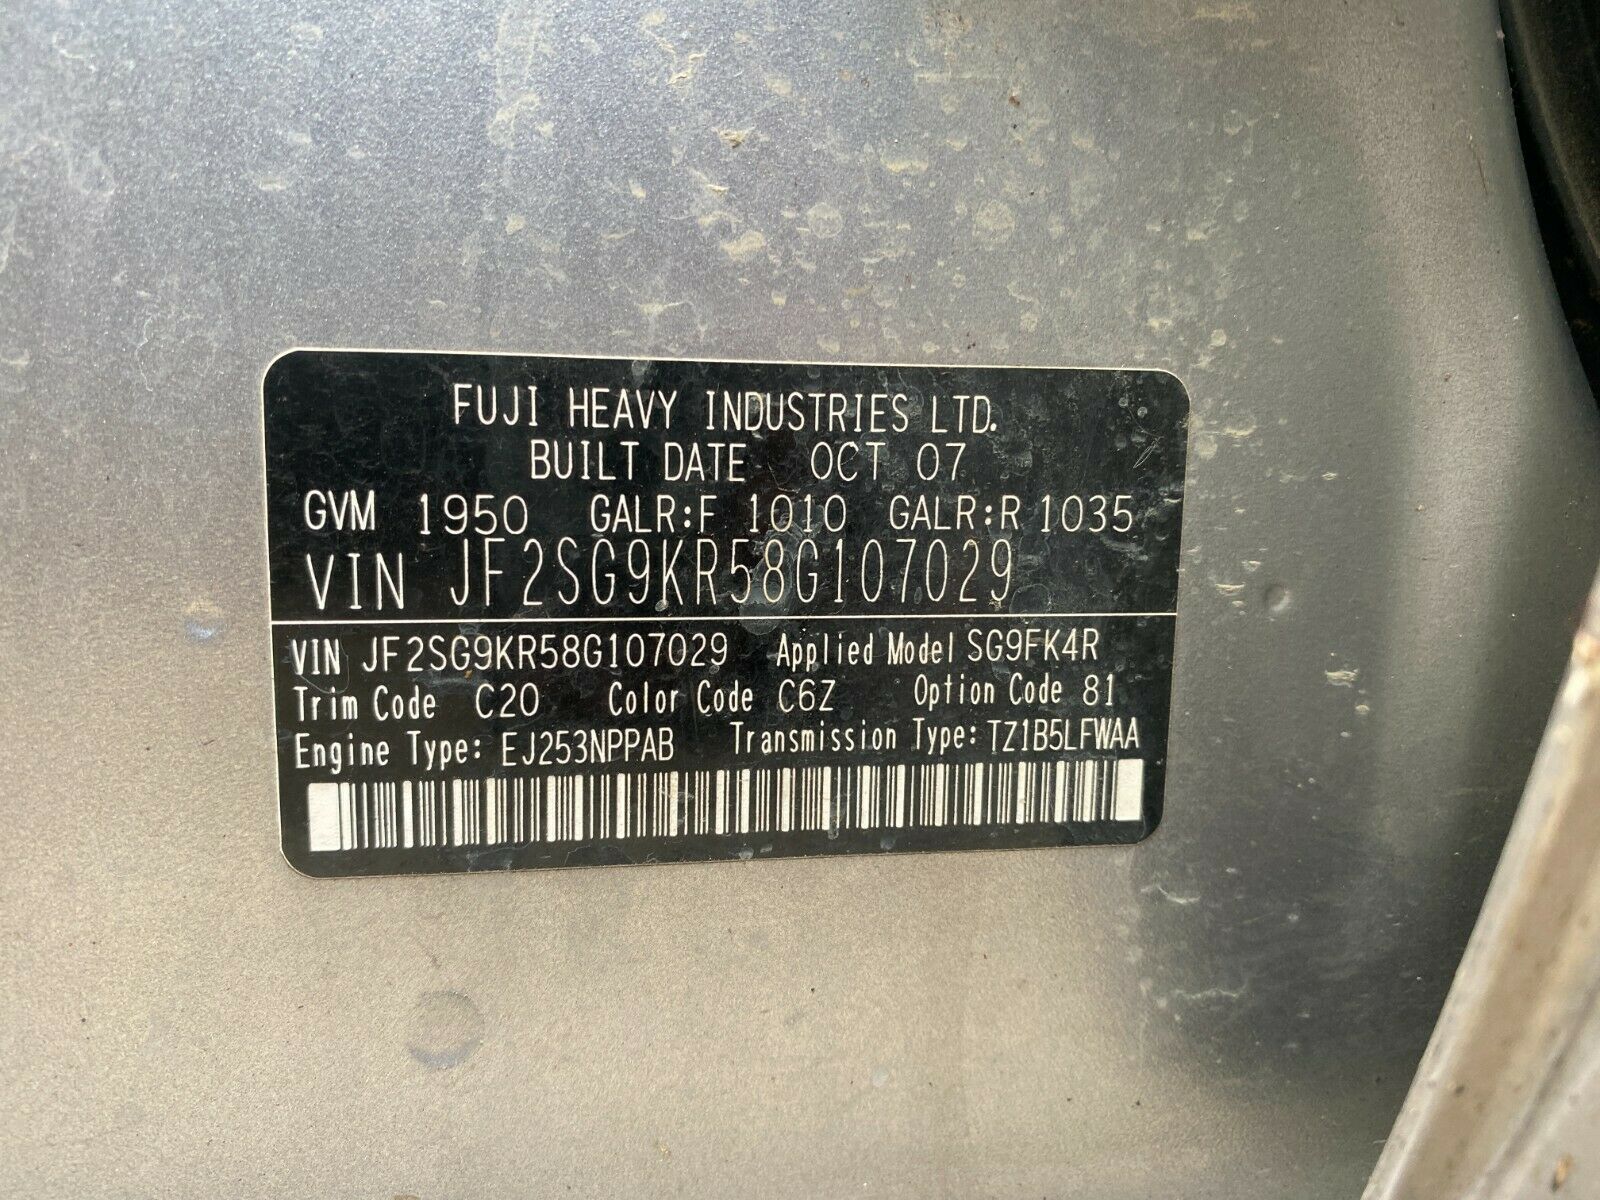 FUJI HEAVY INDUSTRIES LTD.
BUILT DATE OCT 07
GVM 1950 GALR:F 1010 GALR:R 1035
VIN JF2SG9KR58G107029
VIN JF2SG9KR58G107029 Applied Model SG9FK4R
Trim Code C20 Color Code C6Z Option Code 81
Engine Type: EJ253NPPAB Transmission Type: TZ1B5LFWAA